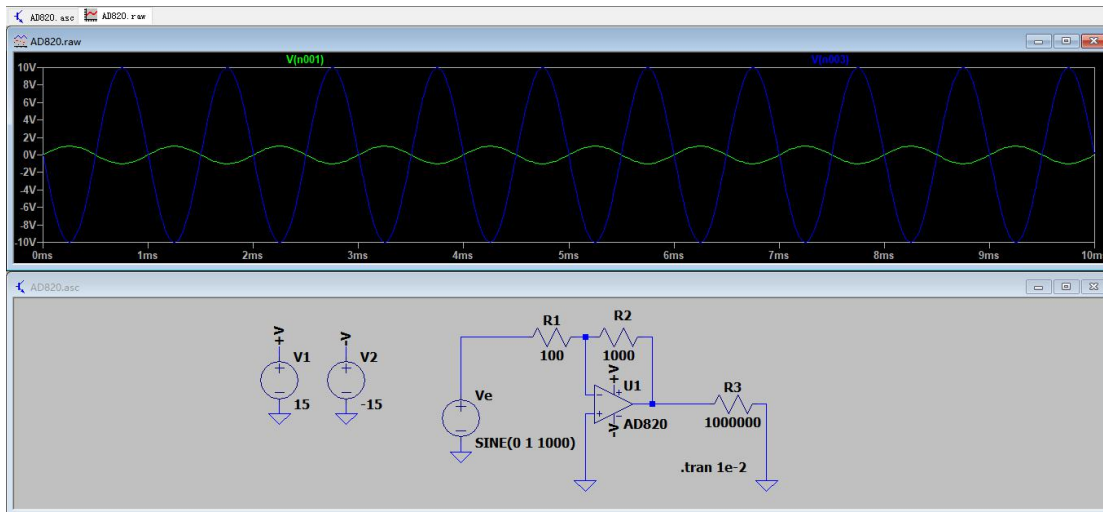 AD820.asc AD820.raw
AD820.raw
V(n001) V(n003)
10V
8V
6V
4V
2V
0V
-2V
-4V
-6V
-8V
-10V
0ms 1ms 2ms 3ms 4ms 5ms 6ms 7ms 8ms 9ms 10ms
AD820.asc
R1 R2
+V -V
100 1000
V1 V2
+V
U1
R3
Ve
15 -15
-V
AD820
1000000
SINE(0 1 1000)
.tran 1e-2